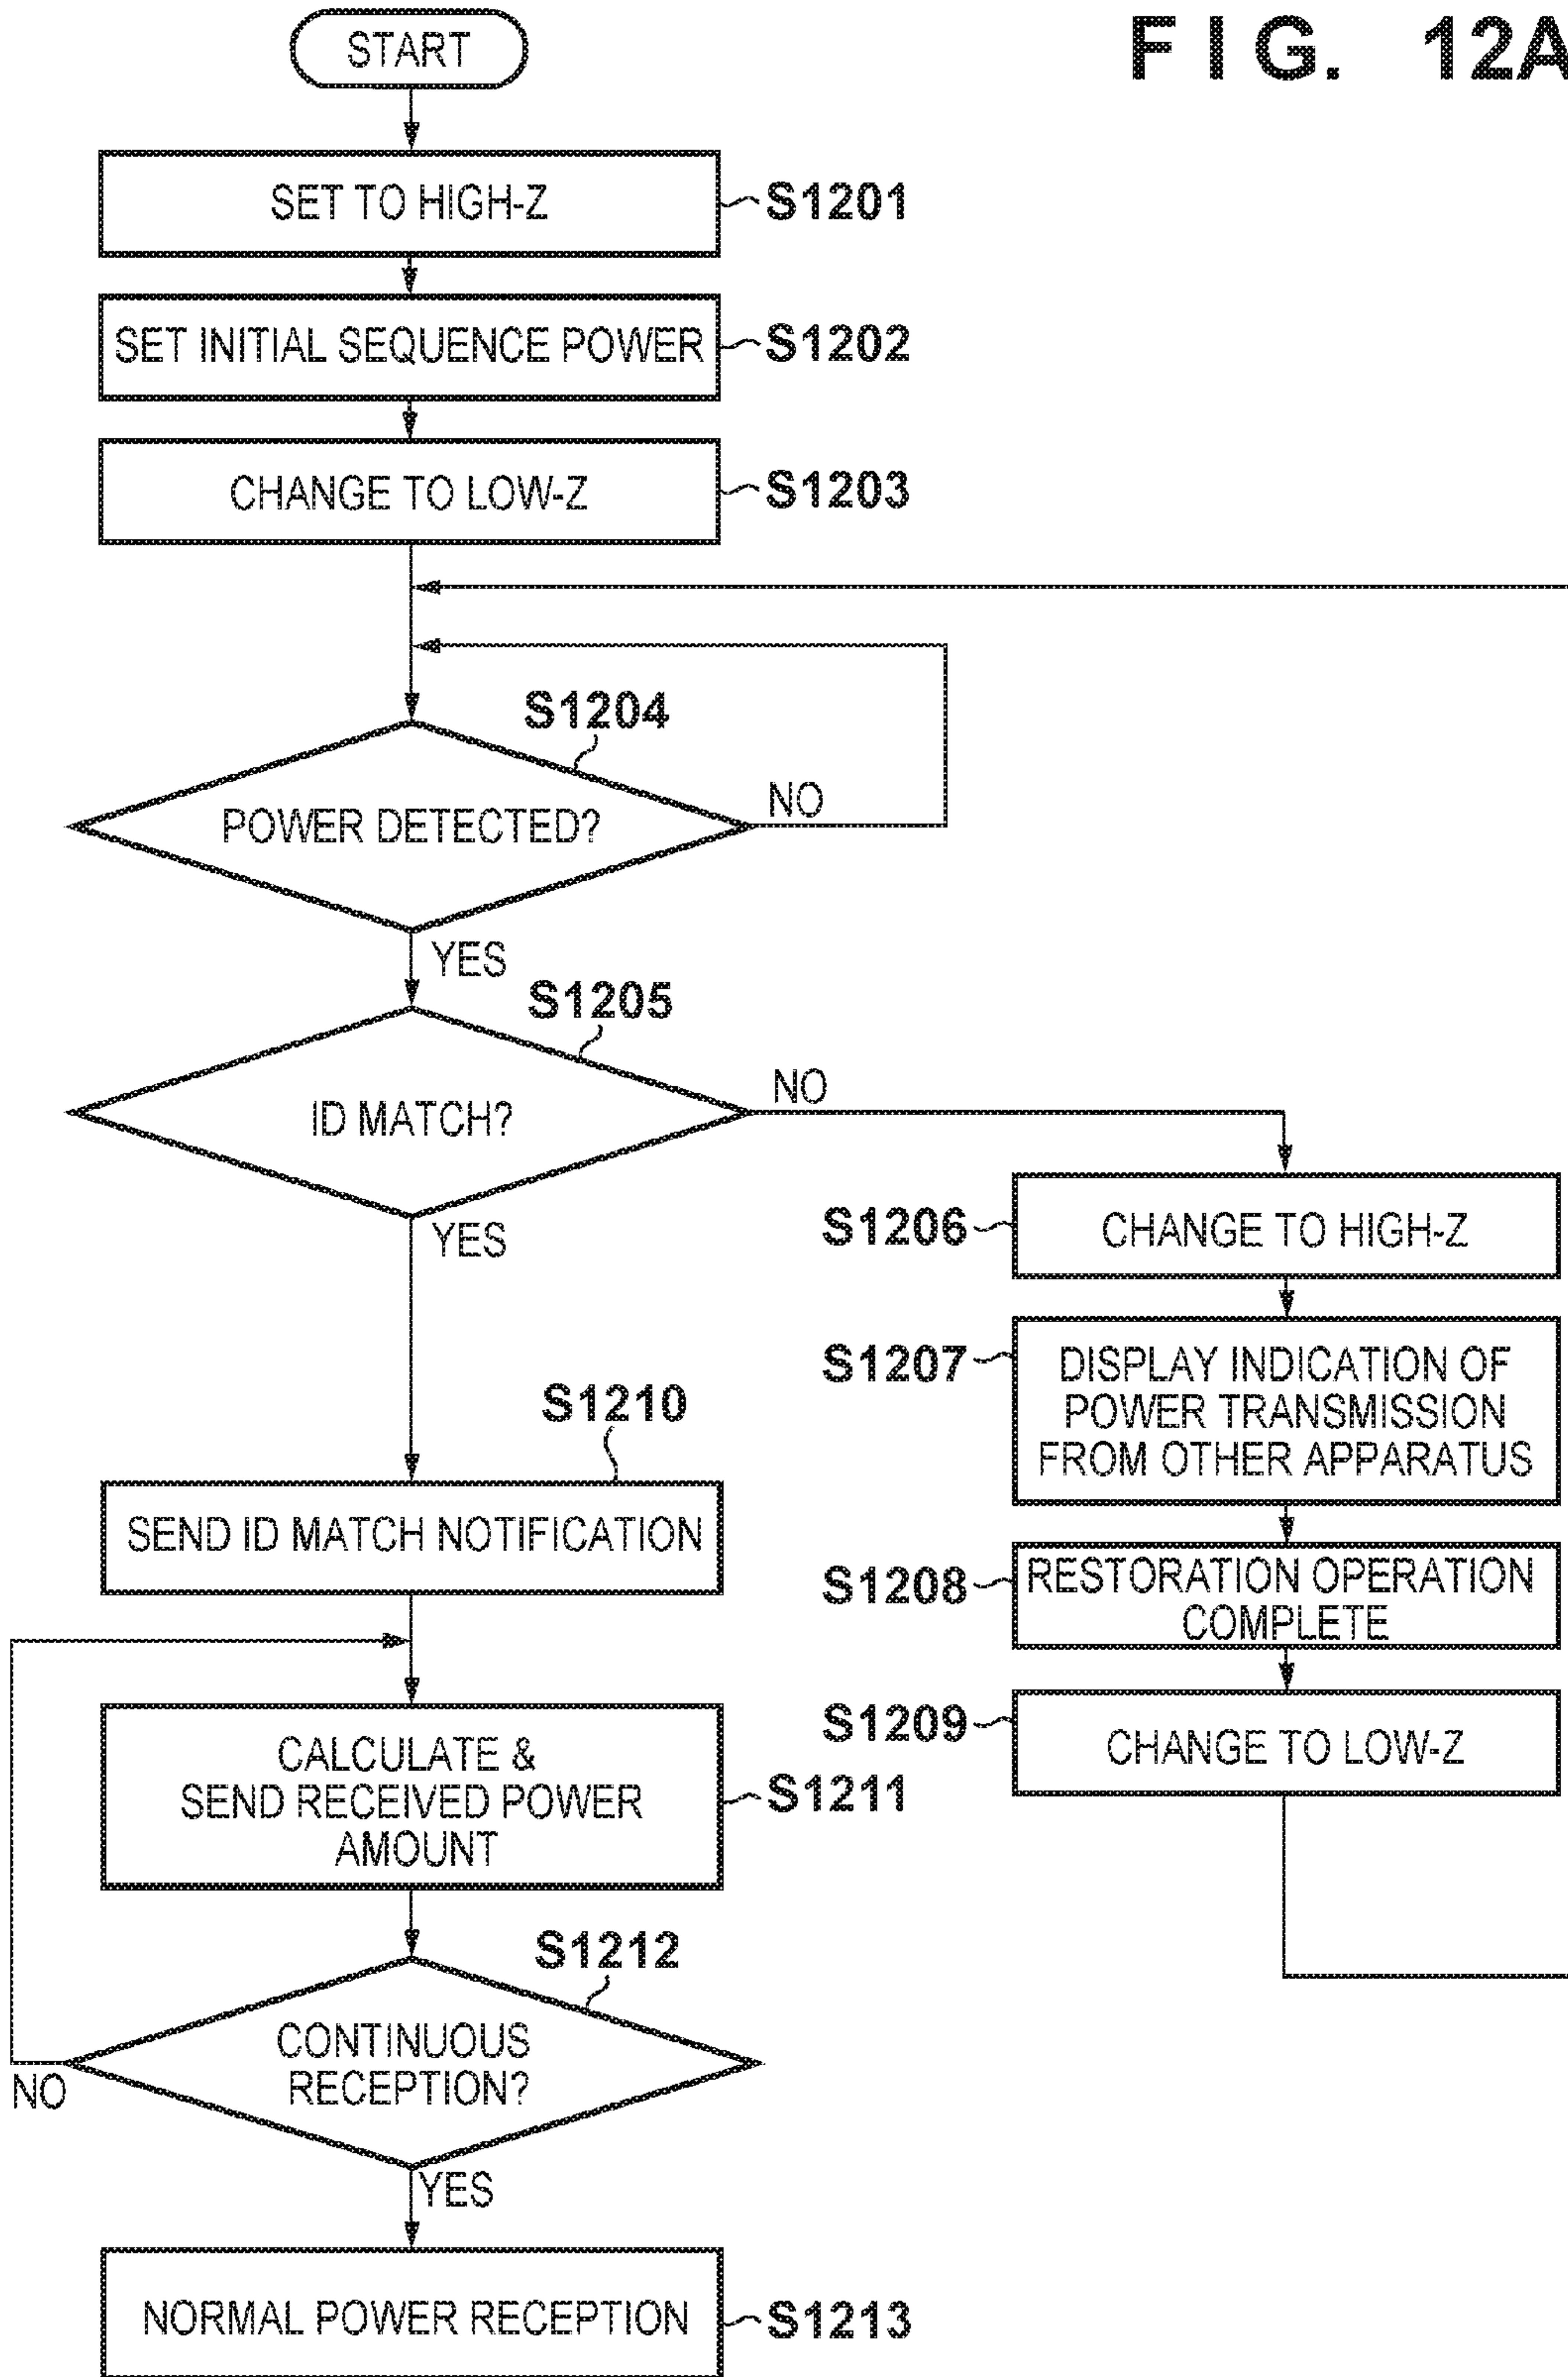 FIG. 12A
START
SET TO HIGH-Z
S1201
SET INITIAL SEQUENCE POWER
S1202
CHANGE TO LOW-Z
S1203
S1204
POWER DETECTED?
NO
YES
S1205
ID MATCH?
NO
YES
S1206
CHANGE TO HIGH-Z
S1207
DISPLAY INDICATION OF
POWER TRANSMISSION
FROM OTHER APPARATUS
S1208
RESTORATION OPERATION
COMPLETE
S1209
CHANGE TO LOW-Z
S1210
SEND ID MATCH NOTIFICATION
CALCULATE &
SEND RECEIVED POWER
AMOUNT
S1211
S1212
CONTINUOUS
RECEPTION?
NO
YES
NORMAL POWER RECEPTION
S1213